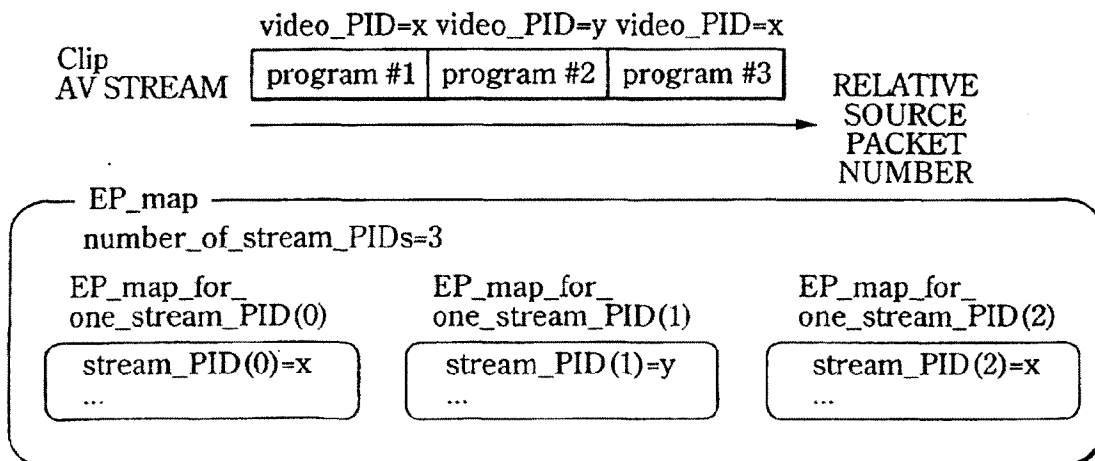 video_PID=x video_PID=y video_PID=x
Clip
AV STREAM
program #1 program #2 program #3
RELATIVE
SOURCE
PACKET
NUMBER
EP_map
number_of_stream_PIDs=3
EP_map_for_
one_stream_PID(0)
stream_PID(0)=x
...
EP_map_for_
one_stream_PID(1)
stream_PID(1)=y
...
EP_map_for_
one_stream_PID(2)
stream_PID(2)=x
...